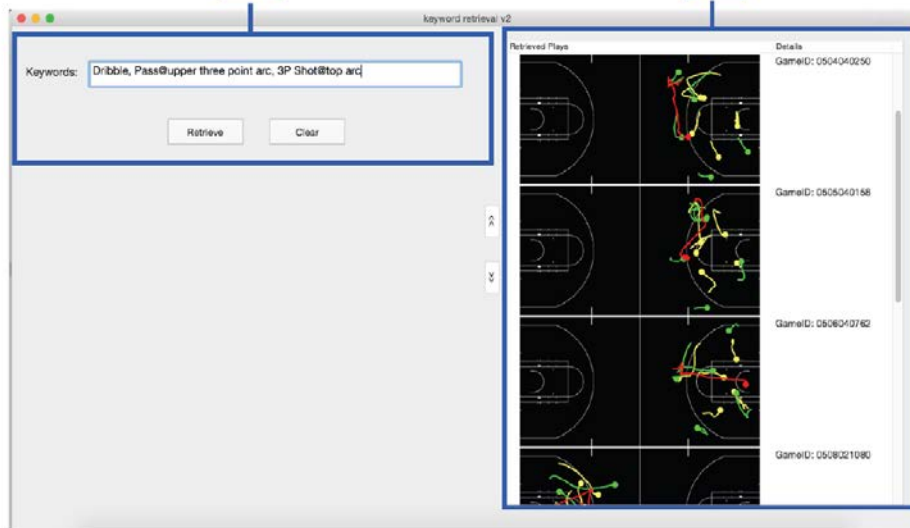 keyword retrieval v2
Keywords: Dribble, Pass@upper three point arc, 3P Shot@top arc
Retrieve Clear
Retrieved Plays Details
GameID: 0504040250
GameID: 0505040158
GameID: 0506040762
GameID: 0508021080